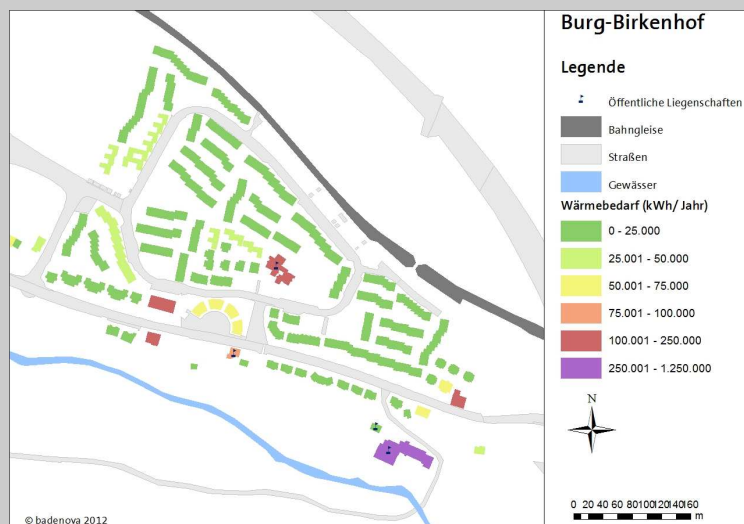 Burg-Birkenhof
Legende
Öffentliche Liegenschaften
Bahngleise
Straßen
Gewässer
Wärmebedarf (kWh/ Jahr)
0 - 25.000
25.001 - 50.000
50.001 - 75.000
75.001 - 100.000
100.001 - 250.000
250.001 - 1.250.000
N
0 20 40 60 80100120140160
m
© badenova 2012